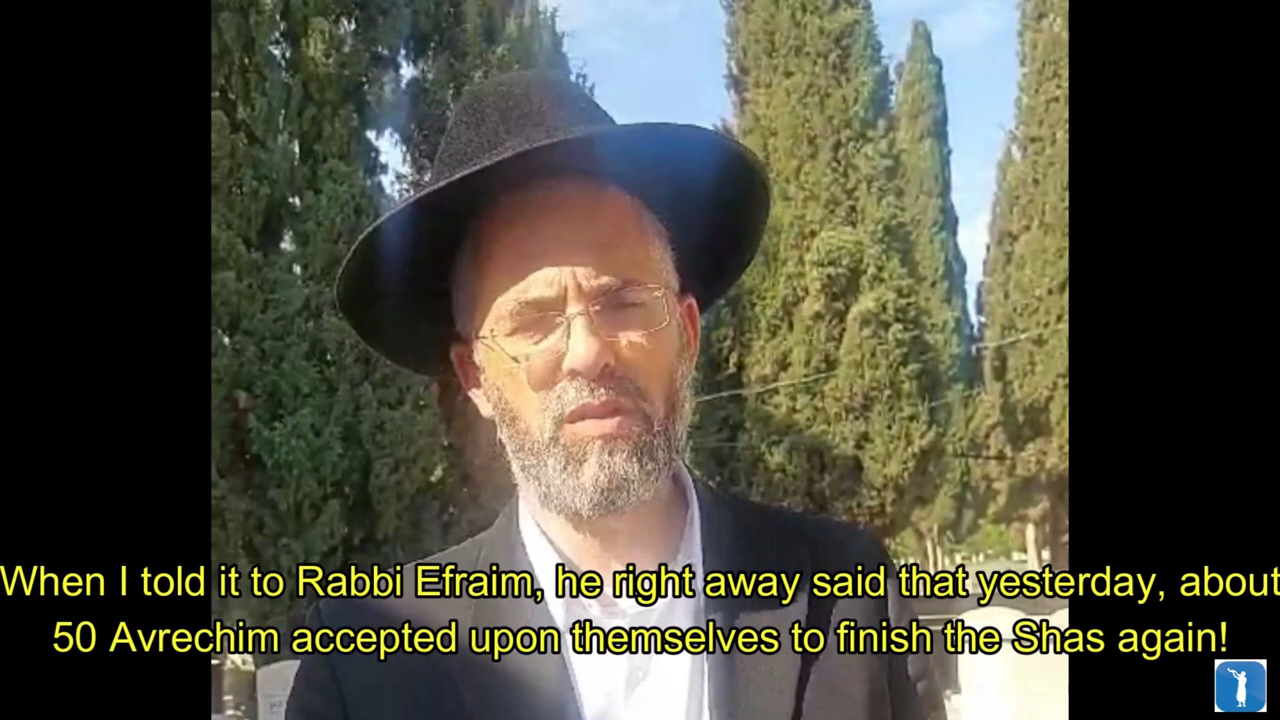 When I told it to Rabbi Efraim, he right away said that yesterday, about
50 Avrechim accepted upon themselves to finish the Shas again!